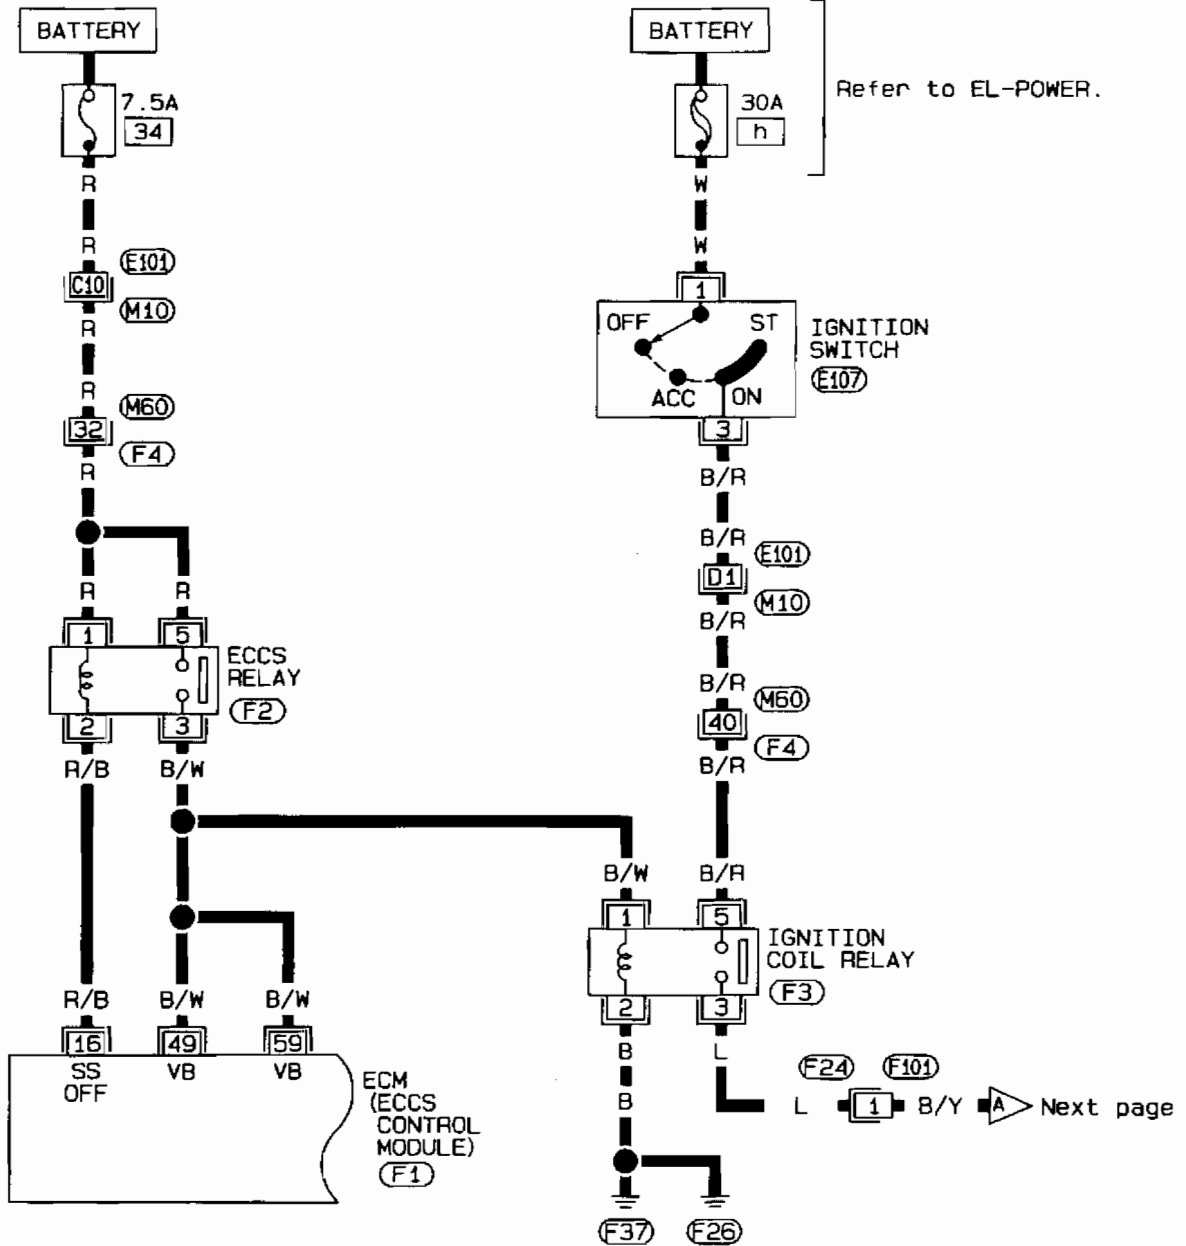 BATTERY
7.5A
34
R
R
E101
C10
M10
R
R
M60
32
F4
R
R
R
1
5
ECCS
RELAY
F2
2
3
R/B
B/W
R/B
B/W
B/W
16
49
59
SS
OFF
VB
VB
ECM
(ECCS
CONTROL
MODULE)
F1
BATTERY
Refer to EL-POWER.
30A
h
W
W
1
OFF
ST
ACC
ON
IGNITION
SWITCH
E107
3
B/R
B/R
E101
D1
M10
B/R
B/R
M60
40
F4
B/R
B/W
B/R
1
5
IGNITION
COIL RELAY
F3
2
3
B
L
B
F24
F101
L
1
B/Y
A
Next page
F37
F26